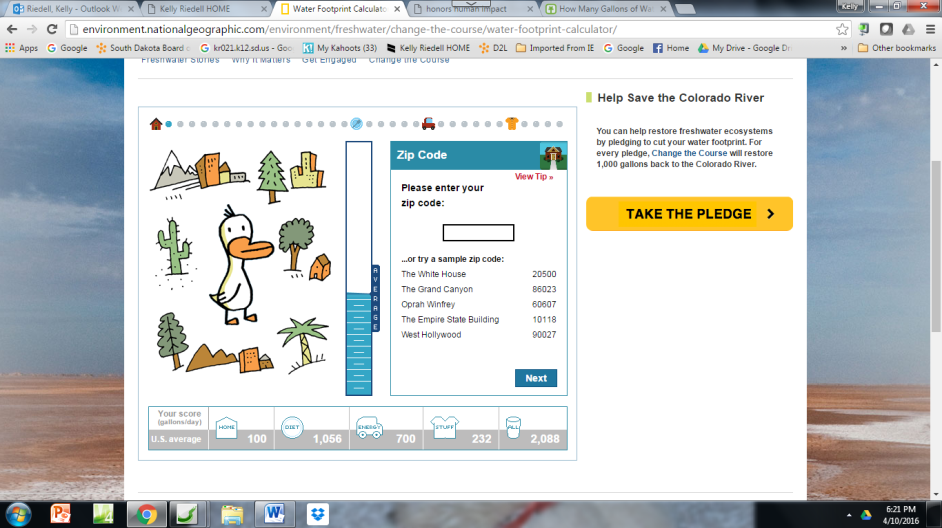 Riedell, Kelly - Outlook W
Kelly Riedell HOME
Water Footprint Calculato
honors human impact
How Many Gallons of Wa
Kelly
environment.nationalgeographic.com/environment/freshwater/change-the-course/water-footprint-calculator/
Apps
Google
South Dakota Board o
kr021.k12.sd.us - Goo
My Kahoots (33)
Kelly Riedell HOME
D2L
Imported From IE
Google
Home
My Drive - Google Dr
»
Other bookmarks
Freshwater Stories
Why It Matters
Get Engaged
Change the Course
Zip Code
View Tip »
Please enter your
zip code:
...or try a sample zip code:
The White House 20500
The Grand Canyon 86023
Oprah Winfrey 60607
The Empire State Building 10118
West Hollywood 90027
Next
AVERAGE
Your score
(gallons/day)
HOME
DIET
ENERGY
STUFF
ALL
U.S. average 100 1,056 700 232 2,088
Help Save the Colorado River
You can help restore freshwater ecosystems
by pledging to cut your water footprint. For
every pledge, Change the Course will restore
1,000 gallons back to the Colorado River.
TAKE THE PLEDGE
6:21 PM
4/10/2016